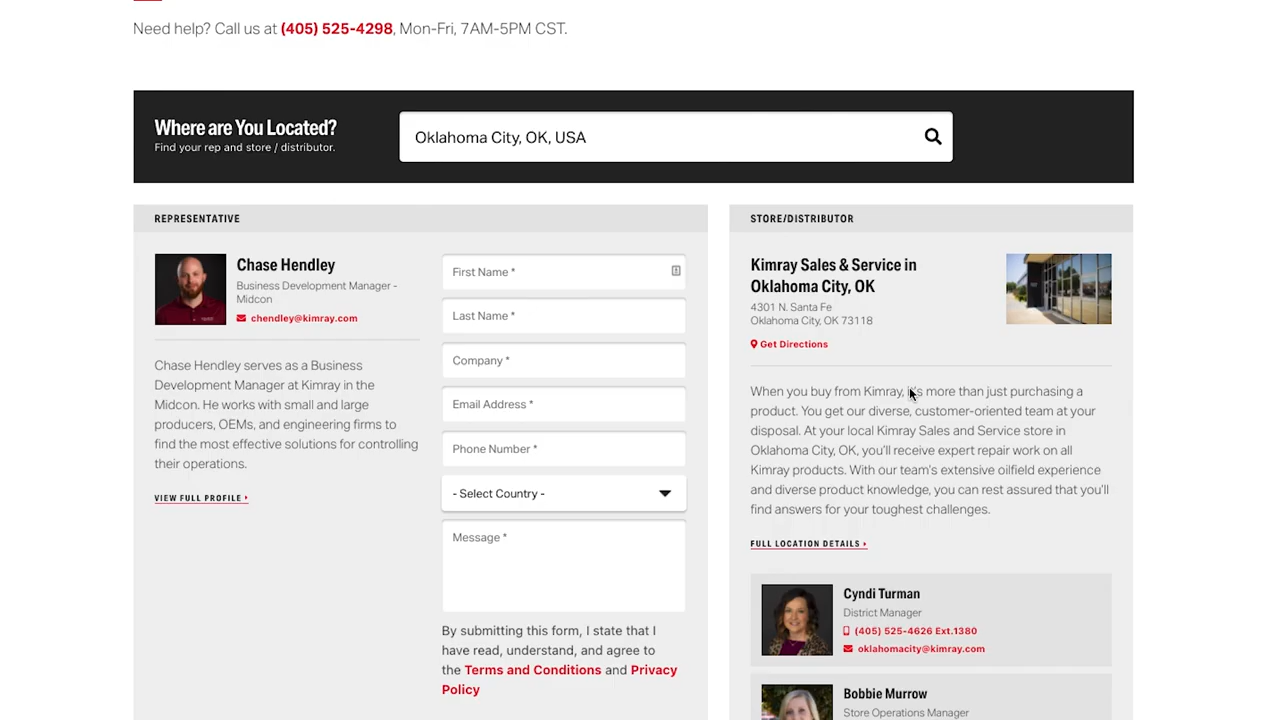 Need help? Call us at (405) 525-4298, Mon-Fri, 7AM-5PM CST.
Where are You Located?
Find your rep and store / distributor.
Oklahoma City, OK, USA
REPRESENTATIVE
Chase Hendley
Business Development Manager -
Midcon
chendley@kimray.com
Chase Hendley serves as a Business
Development Manager at Kimray in the
Midcon. He works with small and large
producers, OEMs, and engineering firms to
find the most effective solutions for controlling
their operations.
VIEW FULL PROFILE
First Name *
Last Name *
Company *
Email Address *
Phone Number *
- Select Country -
Message *
By submitting this form, I state that I
have read, understand, and agree to
the Terms and Conditions and Privacy
Policy
STORE/DISTRIBUTOR
Kimray Sales & Service in
Oklahoma City, OK
4301 N. Santa Fe
Oklahoma City, OK 73118
Get Directions
When you buy from Kimray, it's more than just purchasing a
product. You get our diverse, customer-oriented team at your
disposal. At your local Kimray Sales and Service store in
Oklahoma City, OK, you'll receive expert repair work on all
Kimray products. With our team's extensive oilfield experience
and diverse product knowledge, you can rest assured that you'll
find answers for your toughest challenges.
FULL LOCATION DETAILS
Cyndi Turman
District Manager
(405) 525-4626 Ext.1380
oklahomacity@kimray.com
Bobbie Murrow
Store Operations Manager